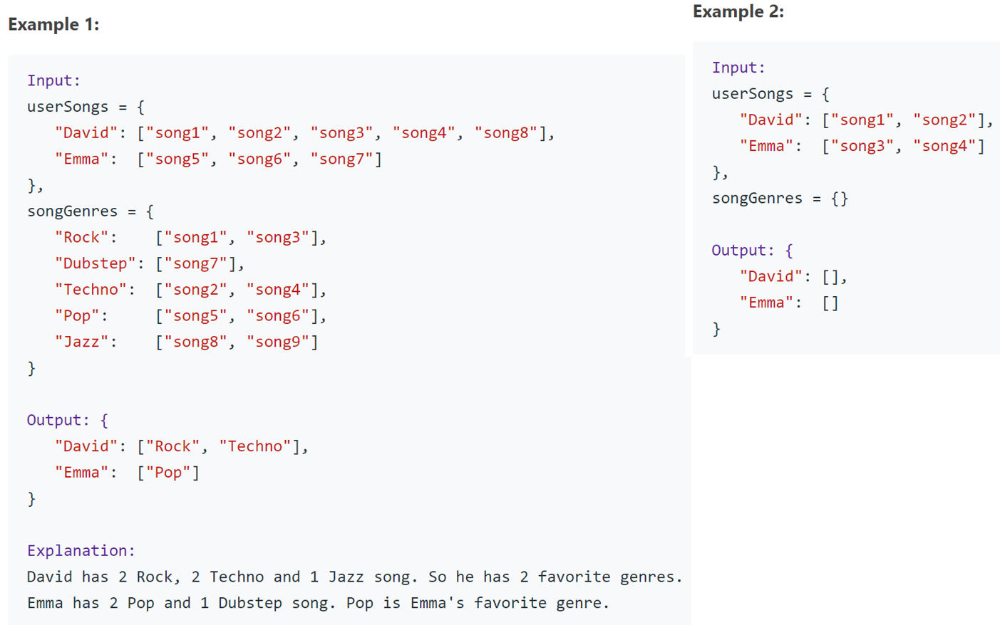 Example 1:
Input:
userSongs = {
   "David": ["song1", "song2", "song3", "song4", "song8"],
   "Emma":  ["song5", "song6", "song7"]
},
songGenres = {
   "Rock":    ["song1", "song3"],
   "Dubstep": ["song7"],
   "Techno":  ["song2", "song4"],
   "Pop":     ["song5", "song6"],
   "Jazz":    ["song8", "song9"]
}
Output: {
   "David": ["Rock", "Techno"],
   "Emma":  ["Pop"]
}
Explanation:
David has 2 Rock, 2 Techno and 1 Jazz song. So he has 2 favorite genres.
Emma has 2 Pop and 1 Dubstep song. Pop is Emma's favorite genre.
Example 2:
Input:
userSongs = {
   "David": ["song1", "song2"],
   "Emma":  ["song3", "song4"]
},
songGenres = {}
Output: {
   "David": [],
   "Emma":  []
}